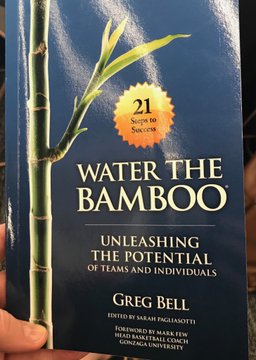 21
Steps to
Success
WATER THE
BAMBOO®
UNLEASHING
THE POTENTIAL
OF TEAMS AND INDIVIDUALS
GREG BELL
EDITED BY SARAH PAGLIASOTTI
FOREWORD BY MARK FEW
HEAD BASKETBALL COACH
GONZAGA UNIVERSITY